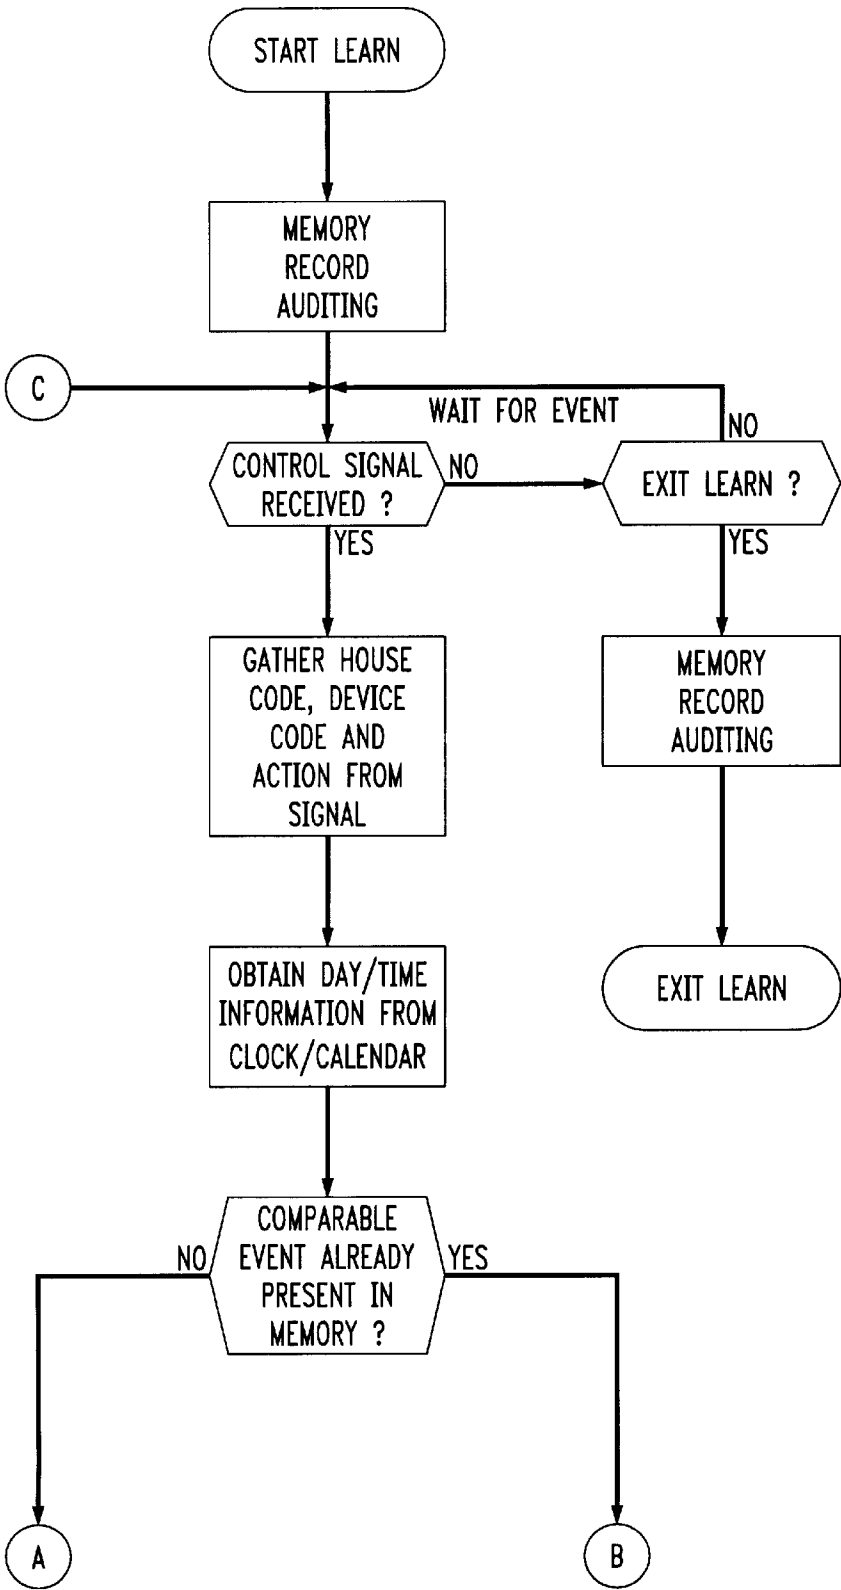 START LEARN
MEMORY
RECORD
AUDITING
C
WAIT FOR EVENT
NO
CONTROL SIGNAL
RECEIVED ?
NO
EXIT LEARN ?
YES
YES
GATHER HOUSE
CODE, DEVICE
CODE AND
ACTION FROM
SIGNAL
MEMORY
RECORD
AUDITING
OBTAIN DAY/TIME
INFORMATION FROM
CLOCK/CALENDAR
EXIT LEARN
COMPARABLE
EVENT ALREADY
PRESENT IN
MEMORY ?
NO
YES
A
B